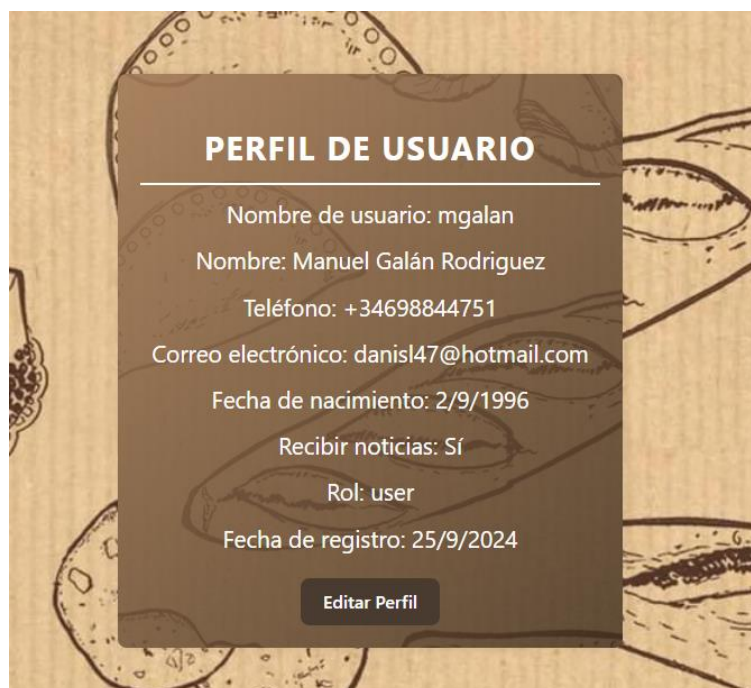 PERFIL DE USUARIO
Nombre de usuario: mgalan
Nombre: Manuel Galán Rodriguez
Teléfono: +34698844751
Correo electrónico: danisl47@hotmail.com
Fecha de nacimiento: 2/9/1996
Recibir noticias: Sí
Rol: user
Fecha de registro: 25/9/2024
Editar Perfil